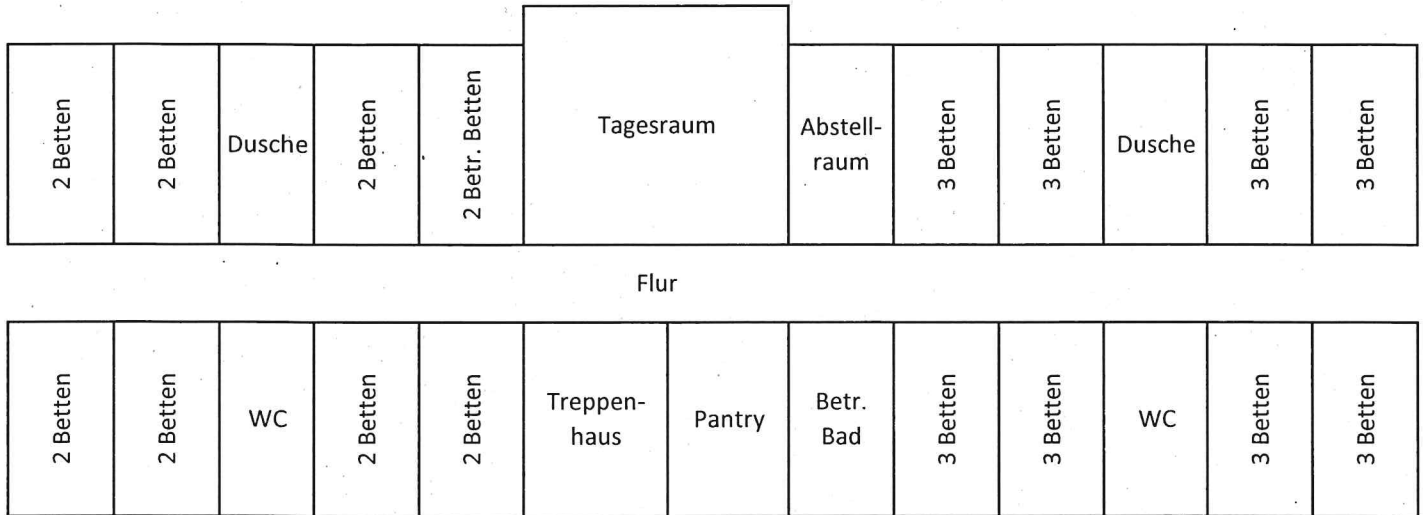 2 Betten
2 Betten
Dusche
2 Betten
2 Betr. Betten
Tagesraum
Abstell-
raum
3 Betten
3 Betten
Dusche
3 Betten
3 Betten
Flur
2 Betten
2 Betten
WC
2 Betten
2 Betten
Treppen-
haus
Pantry
Betr.
Bad
3 Betten
3 Betten
WC
3 Betten
3 Betten